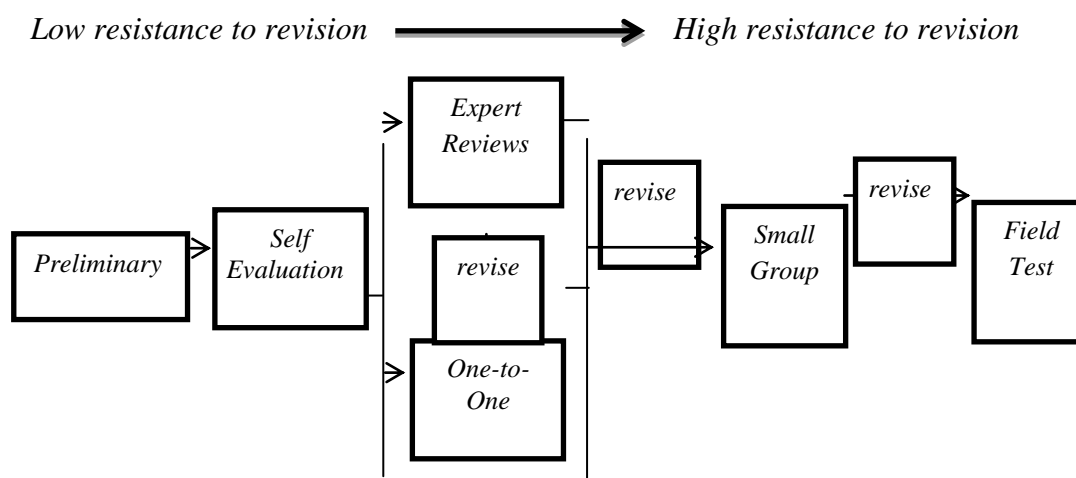 Low resistance to revision
High resistance to revision
Preliminary
Self
Evaluation
Expert
Reviews
revise
One-to-
One
revise
Small
Group
revise
Field
Test